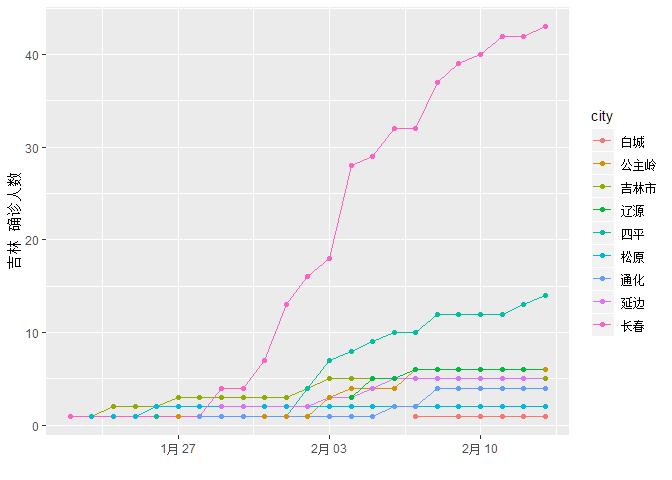 40
30
20
10
0
吉林 确诊人数
1月 27
2月 03
2月 10
city
白城
公主岭
吉林市
辽源
四平
松原
通化
延边
长春